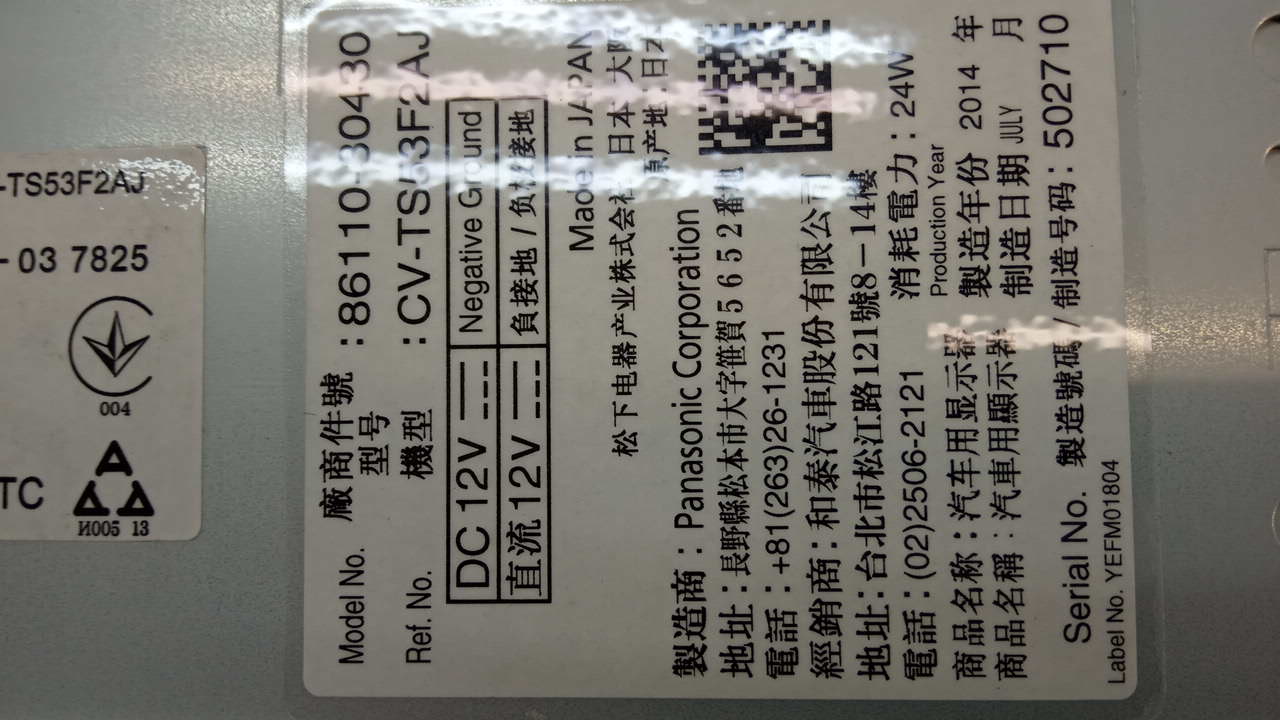 -TS53F2AJ
- 03 7825
004
TC
И005 13
Model No. 廠商件號 :86110-30430
型号
Ref. No. 機型 :CV-TS53F2AJ
DC 12V Negative Ground
直流 12V 負接地 / 负极接地
Made in JAPAN
松下电器产业株式会社 日本大阪
原产地:日本
製造商:Panasonic Corporation
地址:長野縣松本市大字笹賀5652番地
電話:+81(263)26-1231
經銷商:和泰汽車股份有限公司
地址:台北市松江路121號8-14樓
電話:(02)2506-2121 消耗電力:24W
Production Year
商品名称:汽车用显示器 製造年份 2014 年
商品名稱:汽車用顯示器 制造日期 JULY 月
Serial No. 製造號碼 / 制造号码:502710
Label No. YEFM01804